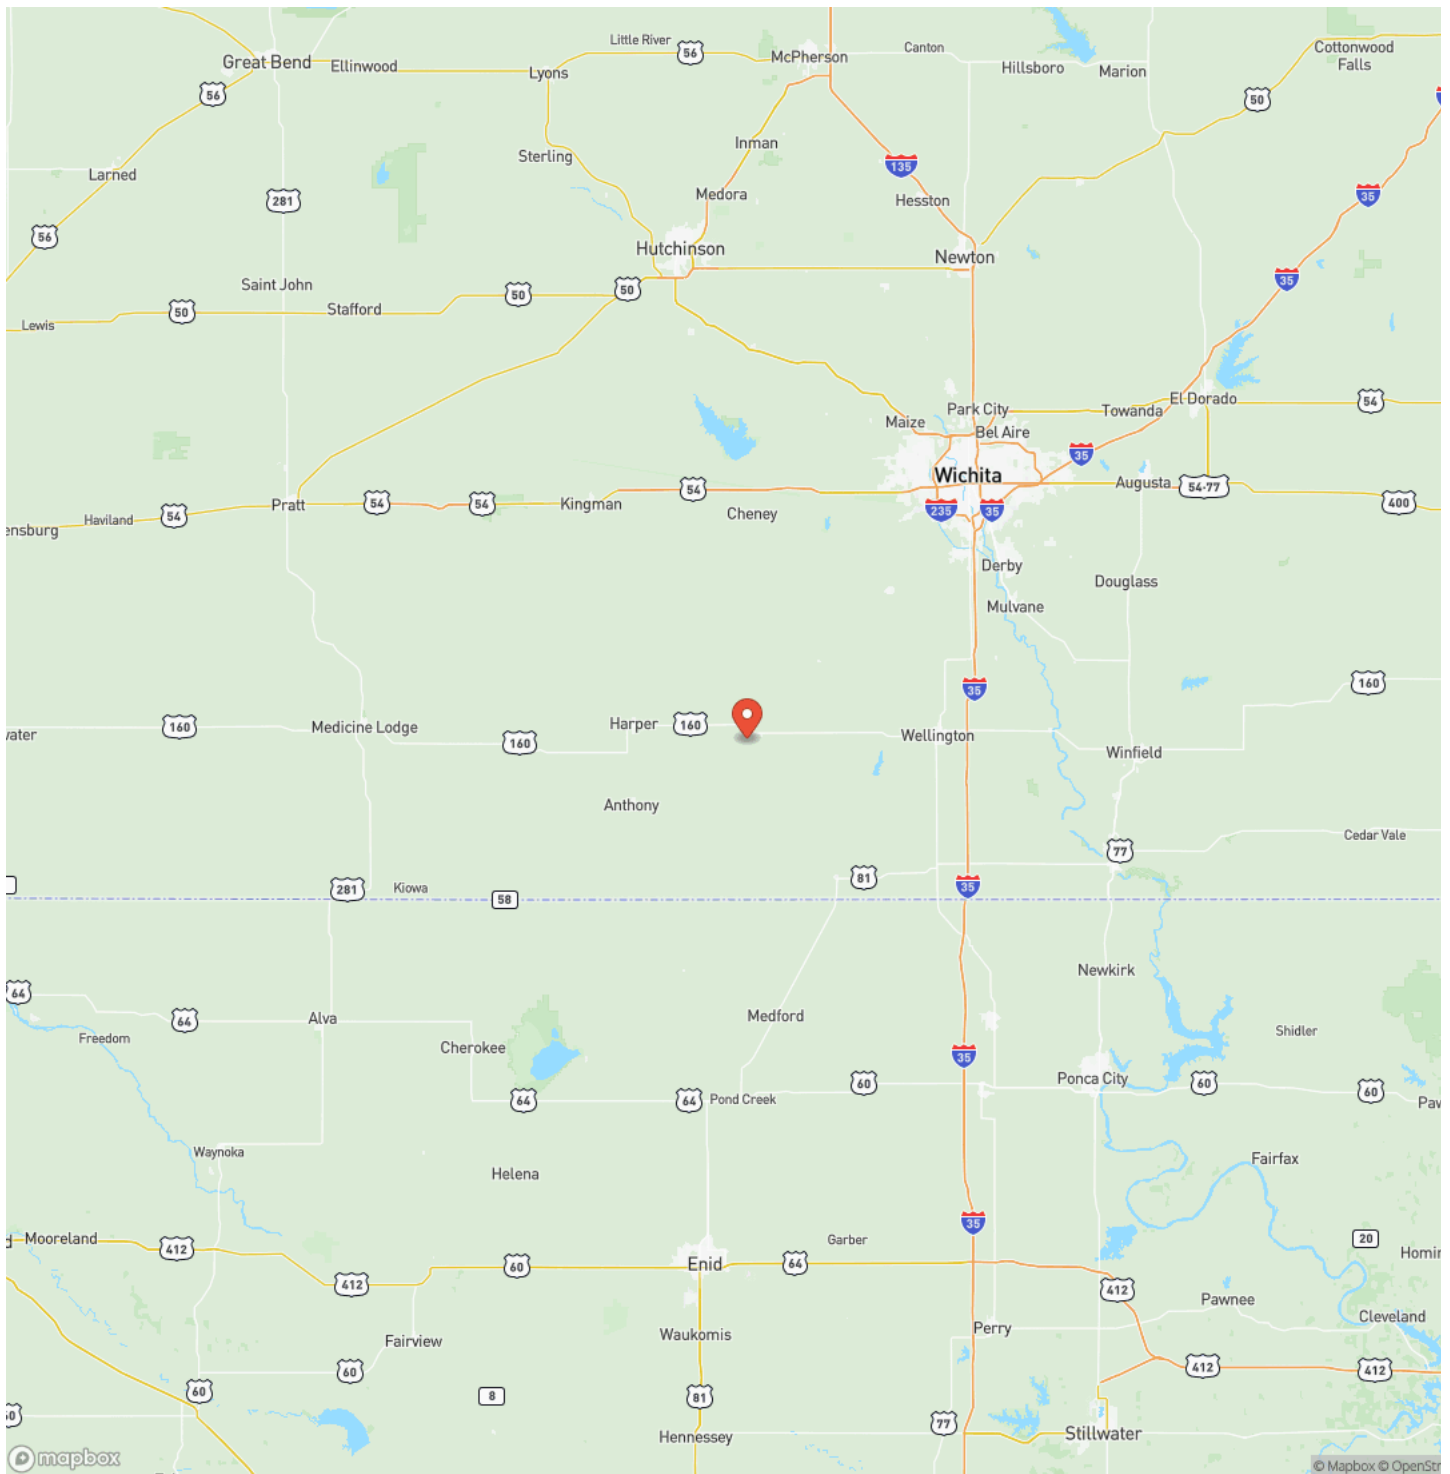 Little River
56
McPherson
Canton
Cottonwood
Falls
Great Bend
Ellinwood
Lyons
Hillsboro
Marion
56
50
Inman
Sterling
135
Larned
Medora
Hesston
35
281
56
Hutchinson
Newton
35
Saint John
50
50
Stafford
50
Lewis
El Dorado
54
Park City
Towanda
Maize
Bel Aire
35
Wichita
Augusta
54-77
Pratt
54
54
Kingman
54
400
Haviland
54
Cheney
235
35
ensburg
Derby
Douglass
Mulvane
35
160
160
Medicine Lodge
Harper
160
vater
160
Wellington
Winfield
Anthony
Cedar Vale
77
81
281
Kiowa
58
35
Newkirk
64
64
Alva
Medford
Shidler
Freedom
Cherokee
35
Ponca City
60
60
60
64
64
Pond Creek
Paw
Waynoka
Fairfax
Helena
35
Mooreland
412
Garber
20
Homin
60
Enid
64
412
412
Pawnee
Cleveland
Waukomis
Perry
Fairview
60
412
412
60
8
81
77
Hennessey
Stillwater
mapbox
© Mapbox © OpenStr